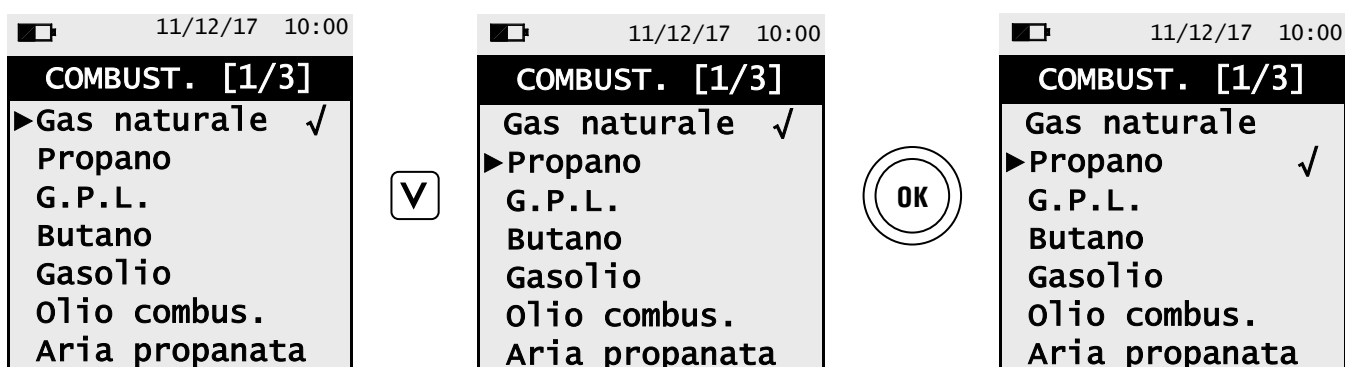 11/12/17 10:00
COMBUST. [1/3]
▶Gas naturale √
Propano
G.P.L.
Butano
Gasolio
Olio combus.
Aria propanata
V
11/12/17 10:00
COMBUST. [1/3]
Gas naturale √
▶Propano
G.P.L.
Butano
Gasolio
Olio combus.
Aria propanata
OK
11/12/17 10:00
COMBUST. [1/3]
Gas naturale
▶Propano √
G.P.L.
Butano
Gasolio
Olio combus.
Aria propanata